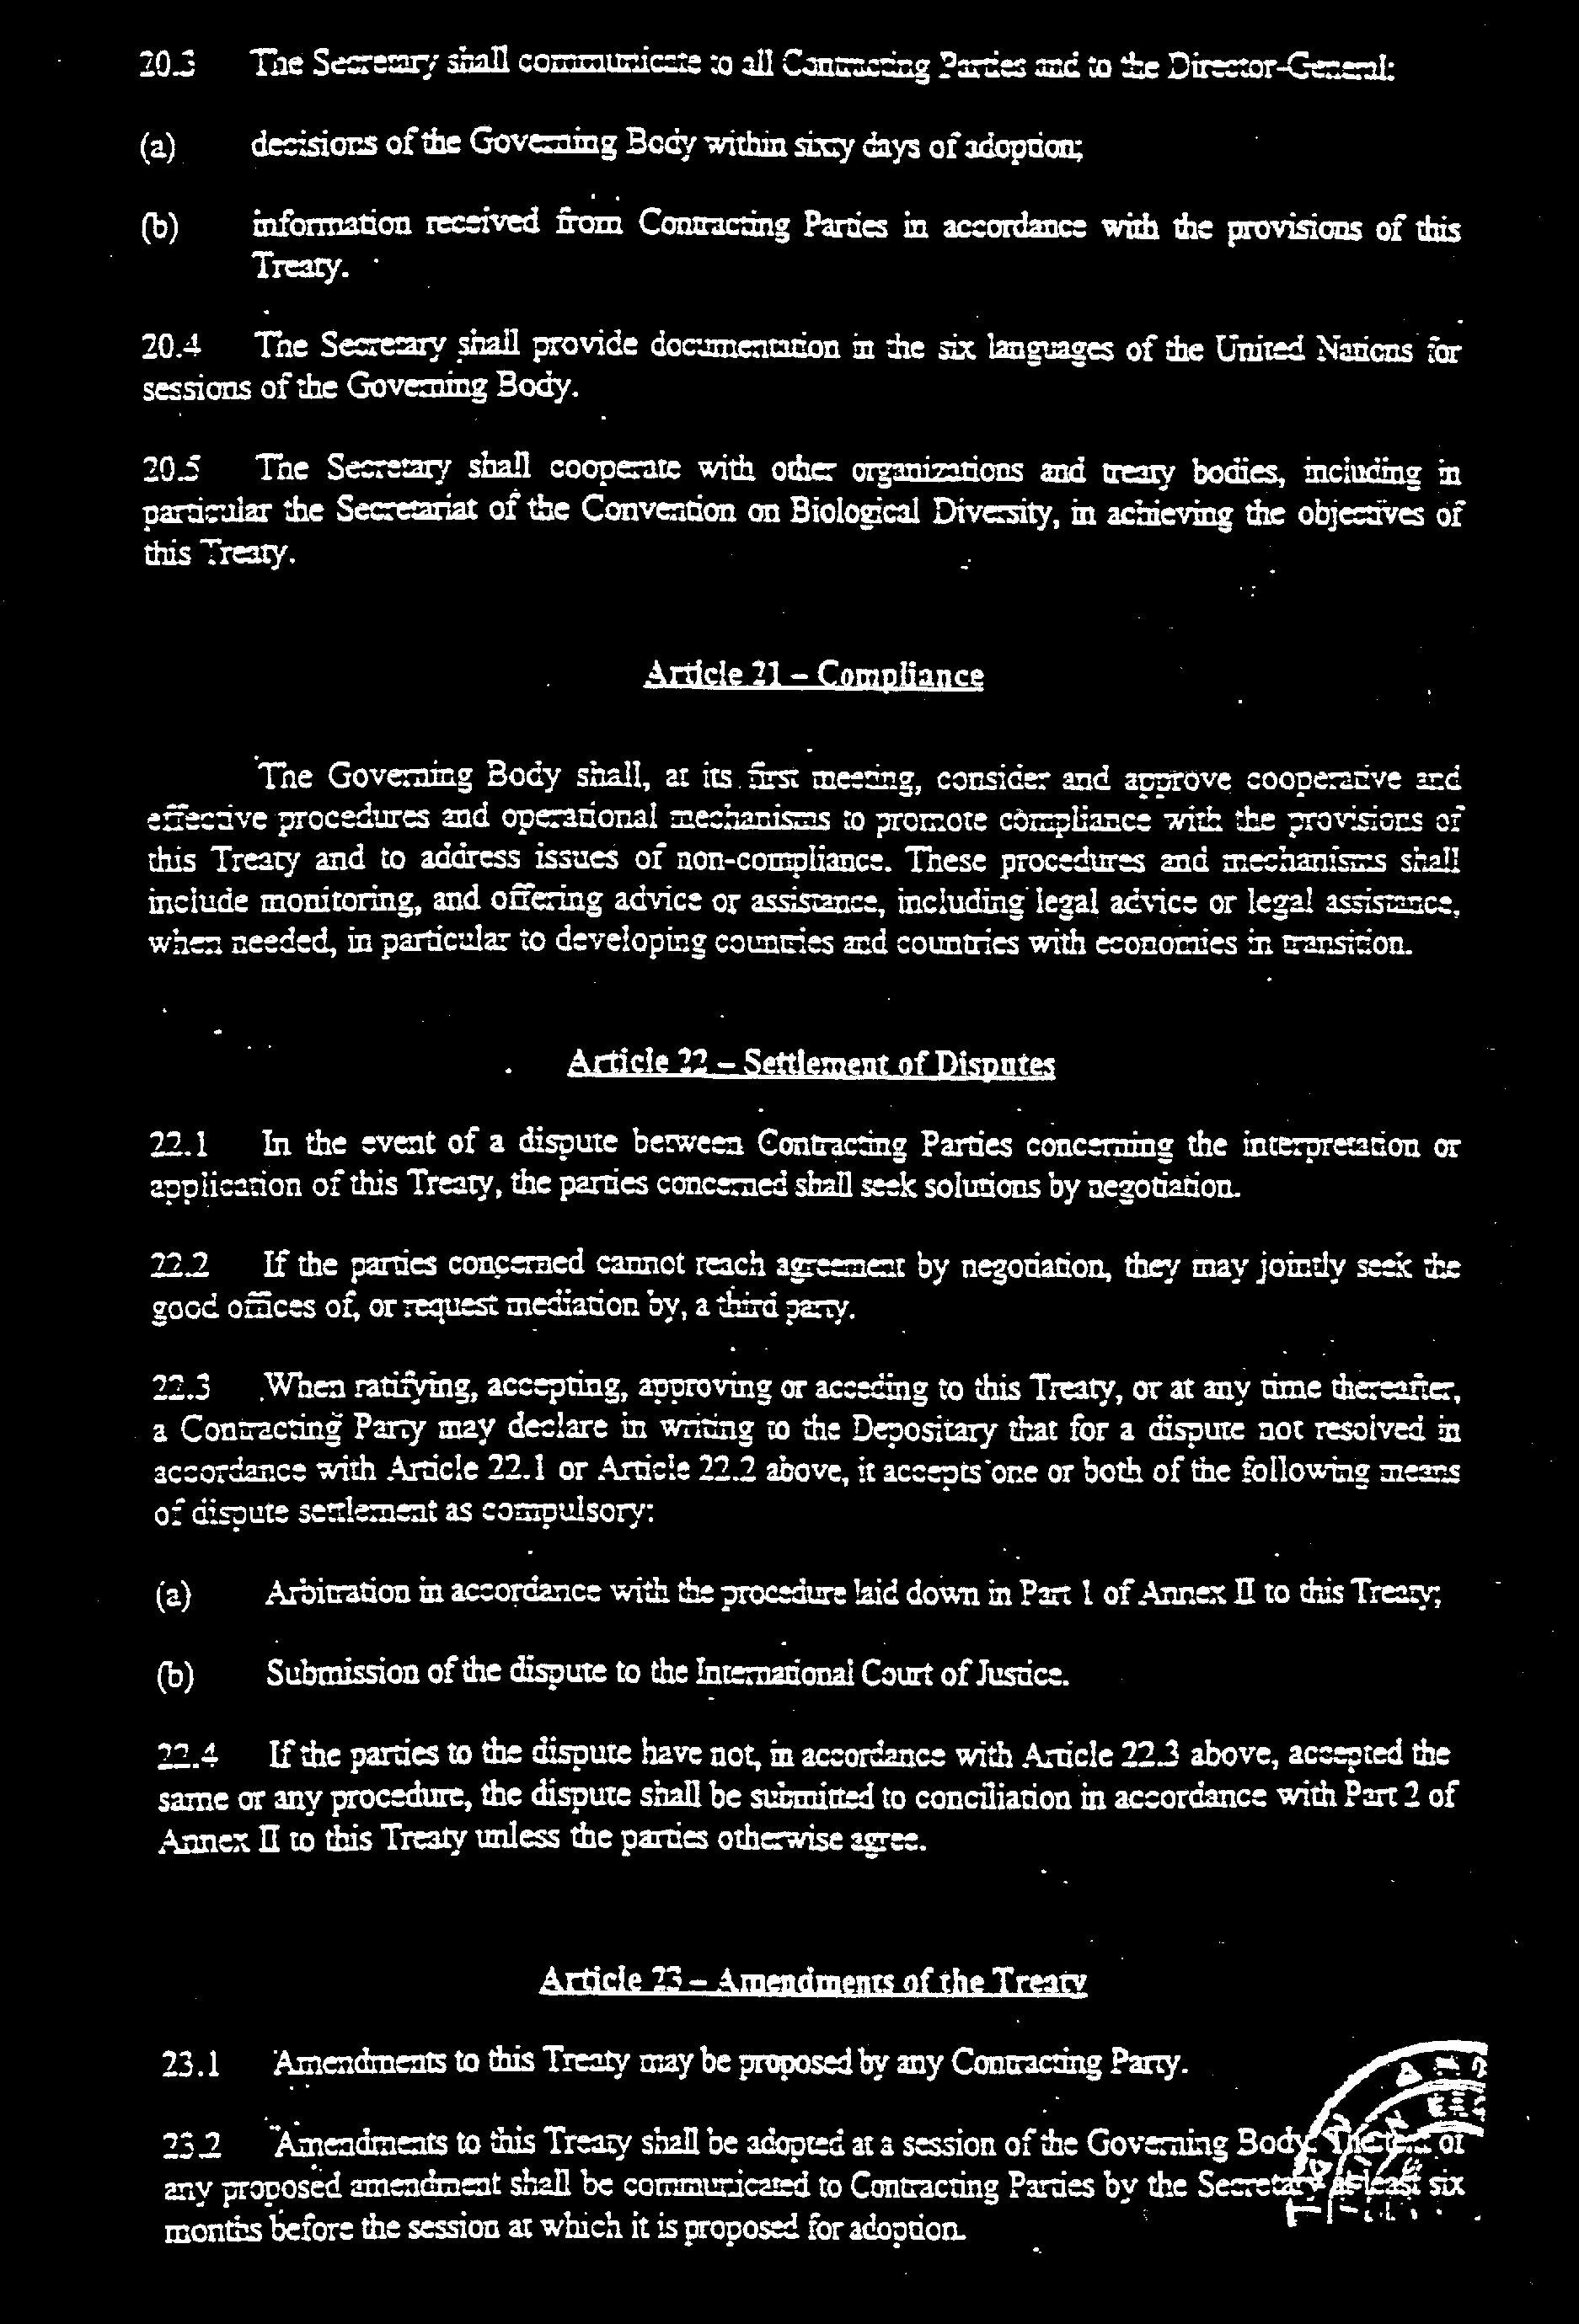 20.3 The Secretary shall communicate to all Contracting Parties and to the Director-General:
(a) decisions of the Governing Body within sixty days of adoption;
(b) information received from Contracting Parties in accordance with the provisions of this
Treaty.
20.4 The Secretary shall provide documentation in the six languages of the United Nations for
sessions of the Governing Body.
20.5 The Secretary shall cooperate with other organizations and treaty bodies, including in
particular the Secretariat of the Convention on Biological Diversity, in achieving the objectives of
this Treaty.
Article 21 – Compliance
The Governing Body shall, at its first meeting, consider and approve cooperative and
effective procedures and operational mechanisms to promote compliance with the provisions of
this Treaty and to address issues of non-compliance. These procedures and mechanisms shall
include monitoring, and offering advice or assistance, including legal advice or legal assistance,
when needed, in particular to developing countries and countries with economies in transition.
Article 22 – Settlement of Disputes
22.1 In the event of a dispute between Contracting Parties concerning the interpretation or
application of this Treaty, the parties concerned shall seek solutions by negotiation.
22.2 If the parties concerned cannot reach agreement by negotiation, they may jointly seek the
good offices of, or request mediation by, a third party.
22.3 When ratifying, accepting, approving or acceding to this Treaty, or at any time thereafter,
a Contracting Party may declare in writing to the Depositary that for a dispute not resolved in
accordance with Article 22.1 or Article 22.2 above, it accepts one or both of the following means
of dispute settlement as compulsory:
(a) Arbitration in accordance with the procedure laid down in Part 1 of Annex II to this Treaty;
(b) Submission of the dispute to the International Court of Justice.
22.4 If the parties to the dispute have not, in accordance with Article 22.3 above, accepted the
same or any procedure, the dispute shall be submitted to conciliation in accordance with Part 2 of
Annex II to this Treaty unless the parties otherwise agree.
Article 23 – Amendments of the Treaty
23.1 Amendments to this Treaty may be proposed by any Contracting Party.
23.2 Amendments to this Treaty shall be adopted at a session of the Governing Body. The text of
any proposed amendment shall be communicated to Contracting Parties by the Secretary at least six
months before the session at which it is proposed for adoption.